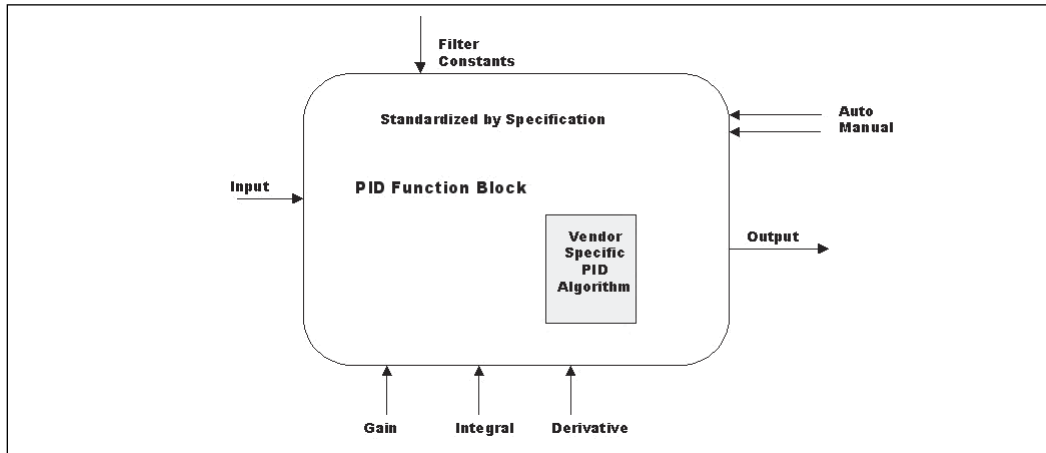 Filter
Constants
Standardized by Specification
Auto
Manual
Input
PID Function Block
Vendor
Specific
PID
Algorithm
Output
Gain
Integral
Derivative